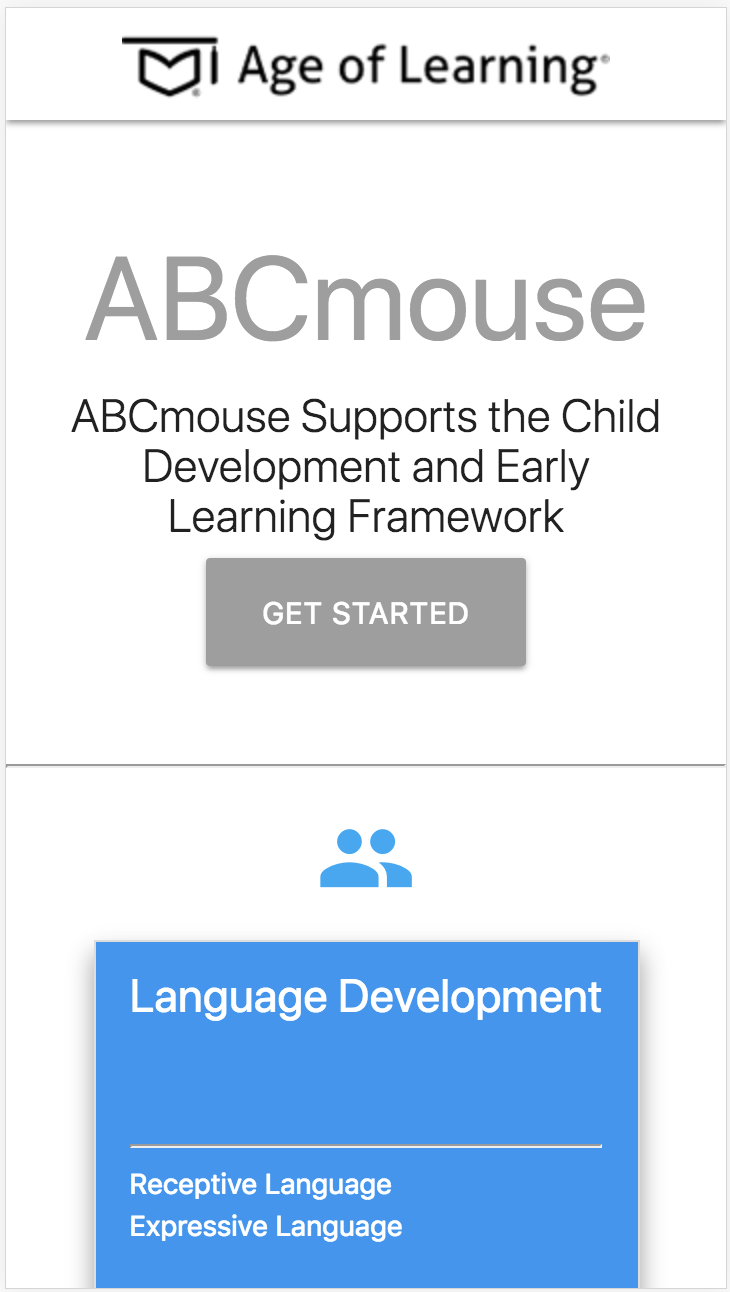 Age of Learning
ABCmouse
ABCmouse Supports the Child
Development and Early
Learning Framework
GET STARTED
Language Development
Receptive Language
Expressive Language